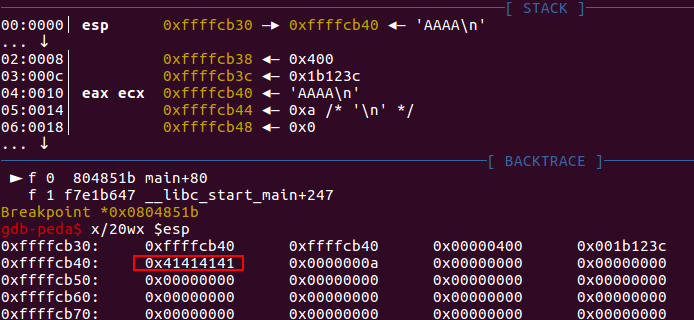 [ STACK ]
00:0000│ esp 0xffffcb30 —▸ 0xffffcb40 ◂— 'AAAA\n'
... ↓
02:0008│ 0xffffcb38 ◂— 0x400
03:000c│ 0xffffcb3c ◂— 0x1b123c
04:0010│ eax ecx 0xffffcb40 ◂— 'AAAA\n'
05:0014│ 0xffffcb44 ◂— 0xa /* '\n' */
06:0018│ 0xffffcb48 ◂— 0x0
... ↓
[ BACKTRACE ]
► f 0 804851b main+80
f 1 f7e1b647 __libc_start_main+247
Breakpoint *0x0804851b
gdb-peda$ x/20wx $esp
0xffffcb30: 0xffffcb40 0xffffcb40 0x00000400 0x001b123c
0xffffcb40: 0x41414141 0x0000000a 0x00000000 0x00000000
0xffffcb50: 0x00000000 0x00000000 0x00000000 0x00000000
0xffffcb60: 0x00000000 0x00000000 0x00000000 0x00000000
0xffffcb70: 0x00000000 0x00000000 0x00000000 0x00000000